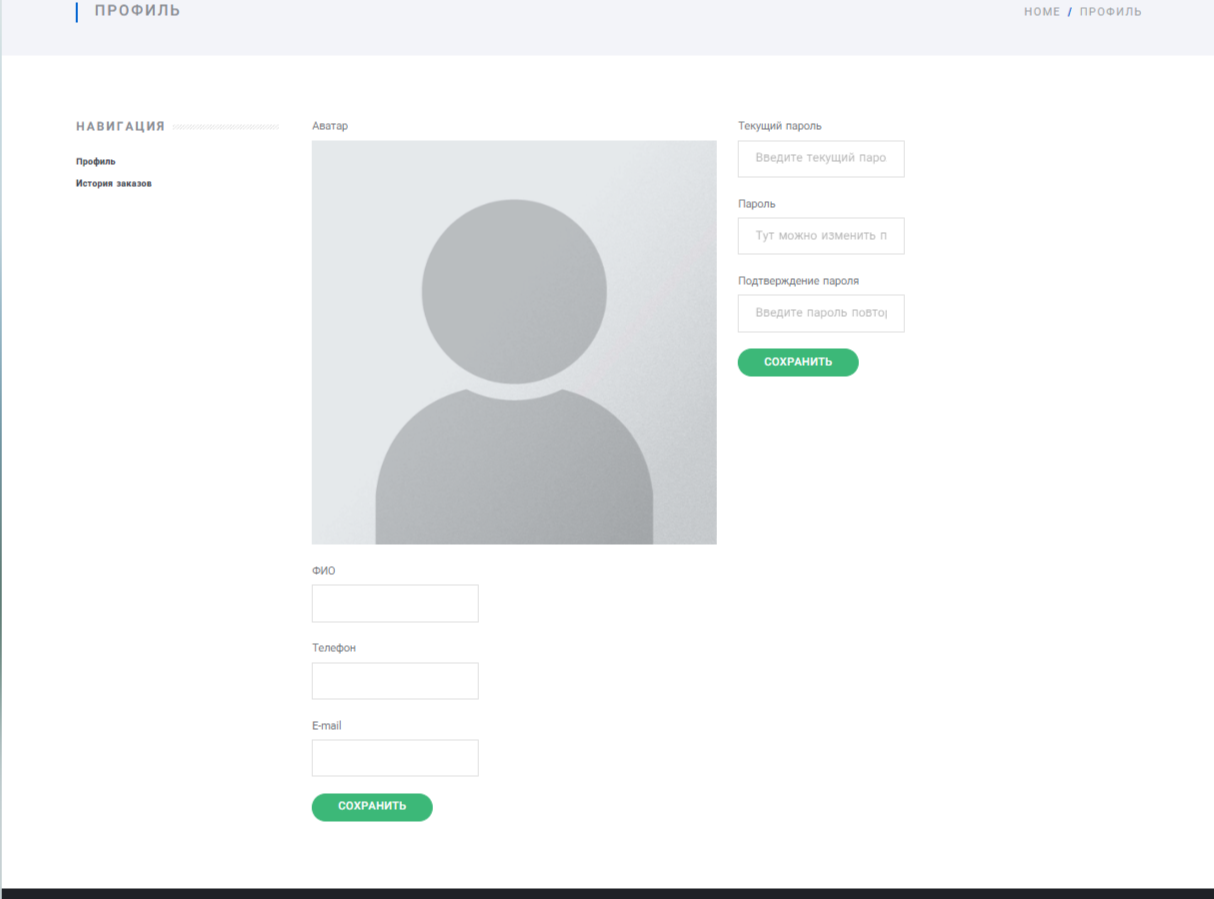 ПРОФИЛЬ
HOME / ПРОФИЛЬ
НАВИГАЦИЯ
Профиль
История заказов
Аватар
ФИО
Телефон
E-mail
СОХРАНИТЬ
Текущий пароль
Введите текущий паро
Пароль
Тут можно изменить п
Подтверждение пароля
Введите пароль повтор
СОХРАНИТЬ